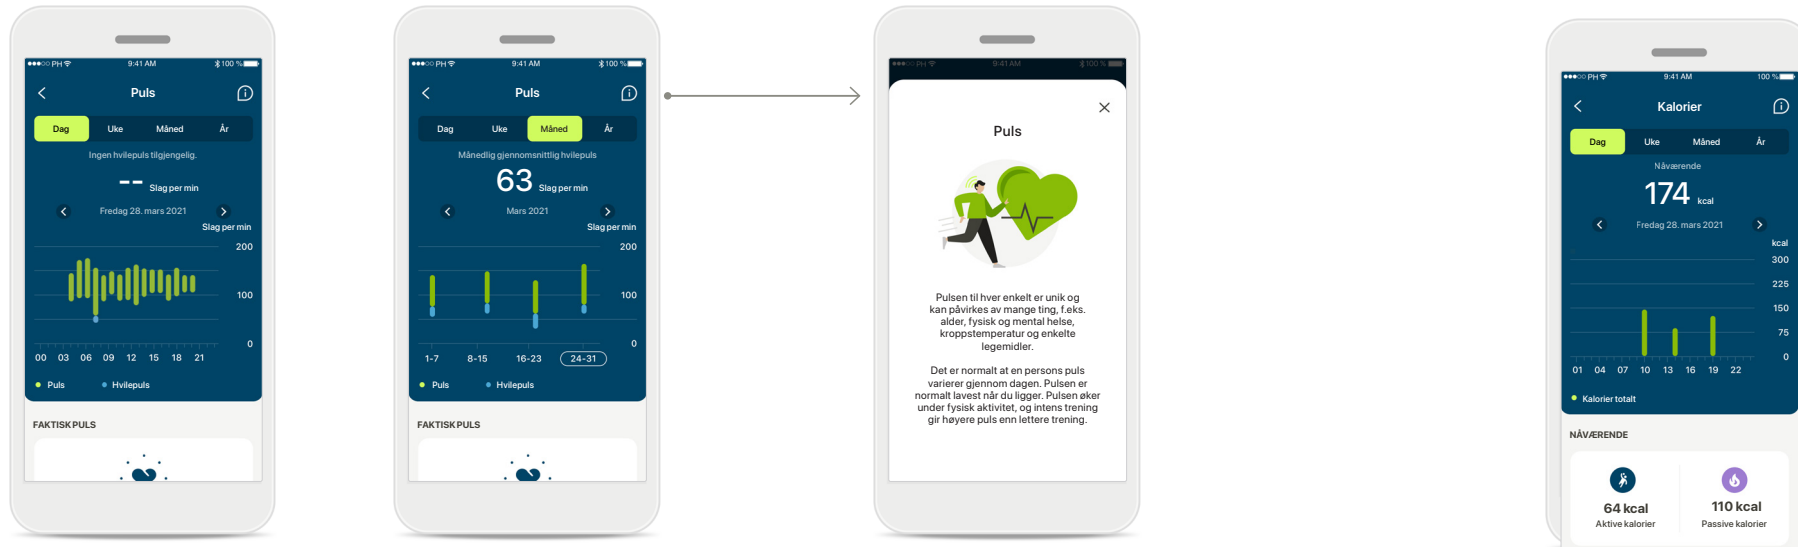 PH
9:41 AM
100 %
Puls
Dag
Uke
Måned
År
Ingen hvilepuls tilgjengelig.
-- Slag per min
Fredag 28. mars 2021
Slag per min
200
100
0
00 03 06 09 12 15 18 21
Puls
Hvilepuls
FAKTISK PULS
PH
9:41 AM
100 %
Puls
Dag
Uke
Måned
År
Månedlig gjennomsnittlig hvilepuls
63 Slag per min
Mars 2021
Slag per min
200
100
0
1-7 8-15 16-23 24-31
Puls
Hvilepuls
FAKTISK PULS
PH
9:41 AM
100 %
Puls
Pulsen til hver enkelt er unik og
kan påvirkes av mange ting, f.eks.
alder, fysisk og mental helse,
kroppstemperatur og enkelte
legemidler.
Det er normalt at en persons puls
varierer gjennom dagen. Pulsen er
normalt lavest når du ligger. Pulsen øker
under fysisk aktivitet, og intens trening
gir høyere puls enn lettere trening.
PH
9:41 AM
100 %
Kalorier
Dag
Uke
Måned
År
Nåværende
174 kcal
Fredag 28. mars 2021
kcal
300
225
150
75
0
01 04 07 10 13 16 19 22
Kalorier totalt
NÅVÆRENDE
64 kcal
Aktive kalorier
110 kcal
Passive kalorier